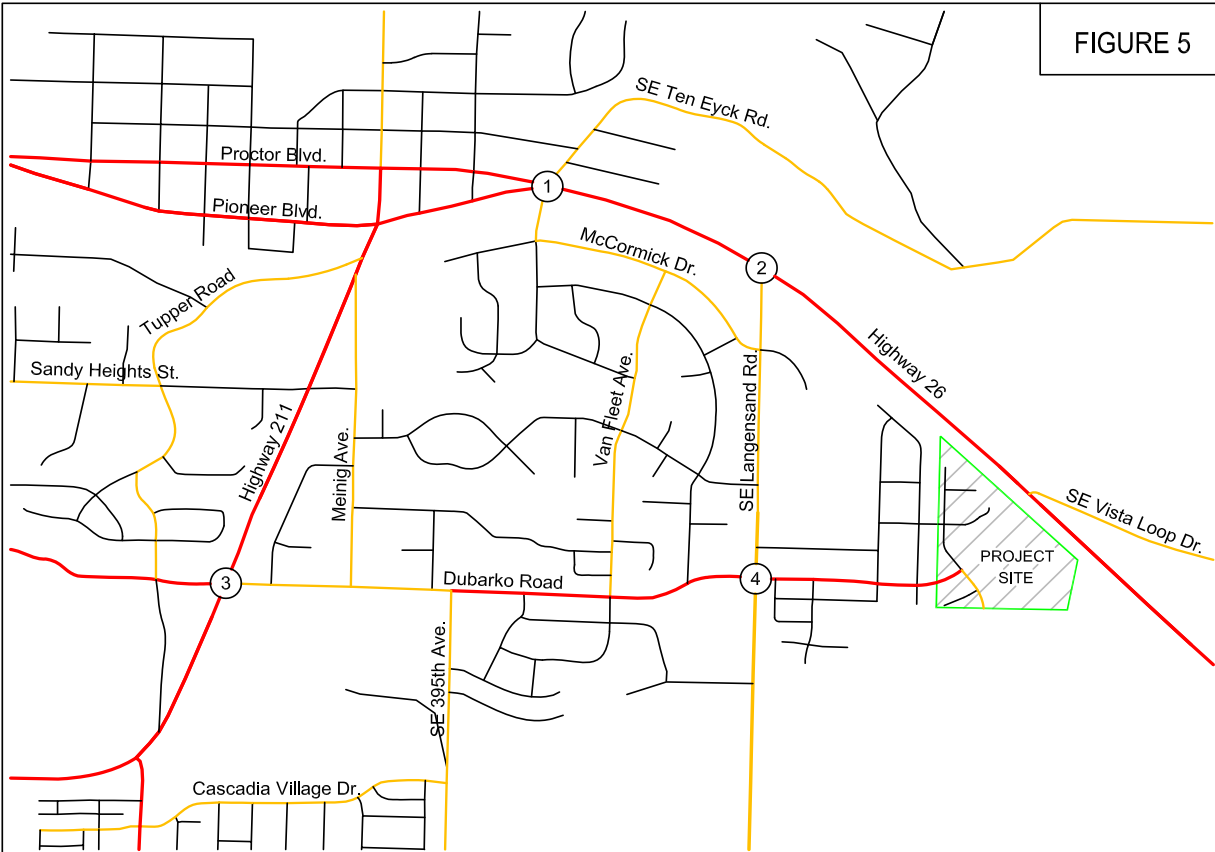 FIGURE 5
SE Ten Eyck Rd.
Proctor Blvd.
1
Pioneer Blvd.
McCormick Dr.
2
Tupper Road
Highway 26
Sandy Heights St.
Van Fleet Ave.
SE Langensand Rd.
Highway 211
Meinig Ave.
SE Vista Loop Dr.
PROJECT
SITE
3
Dubarko Road
4
SE 395th Ave.
Cascadia Village Dr.